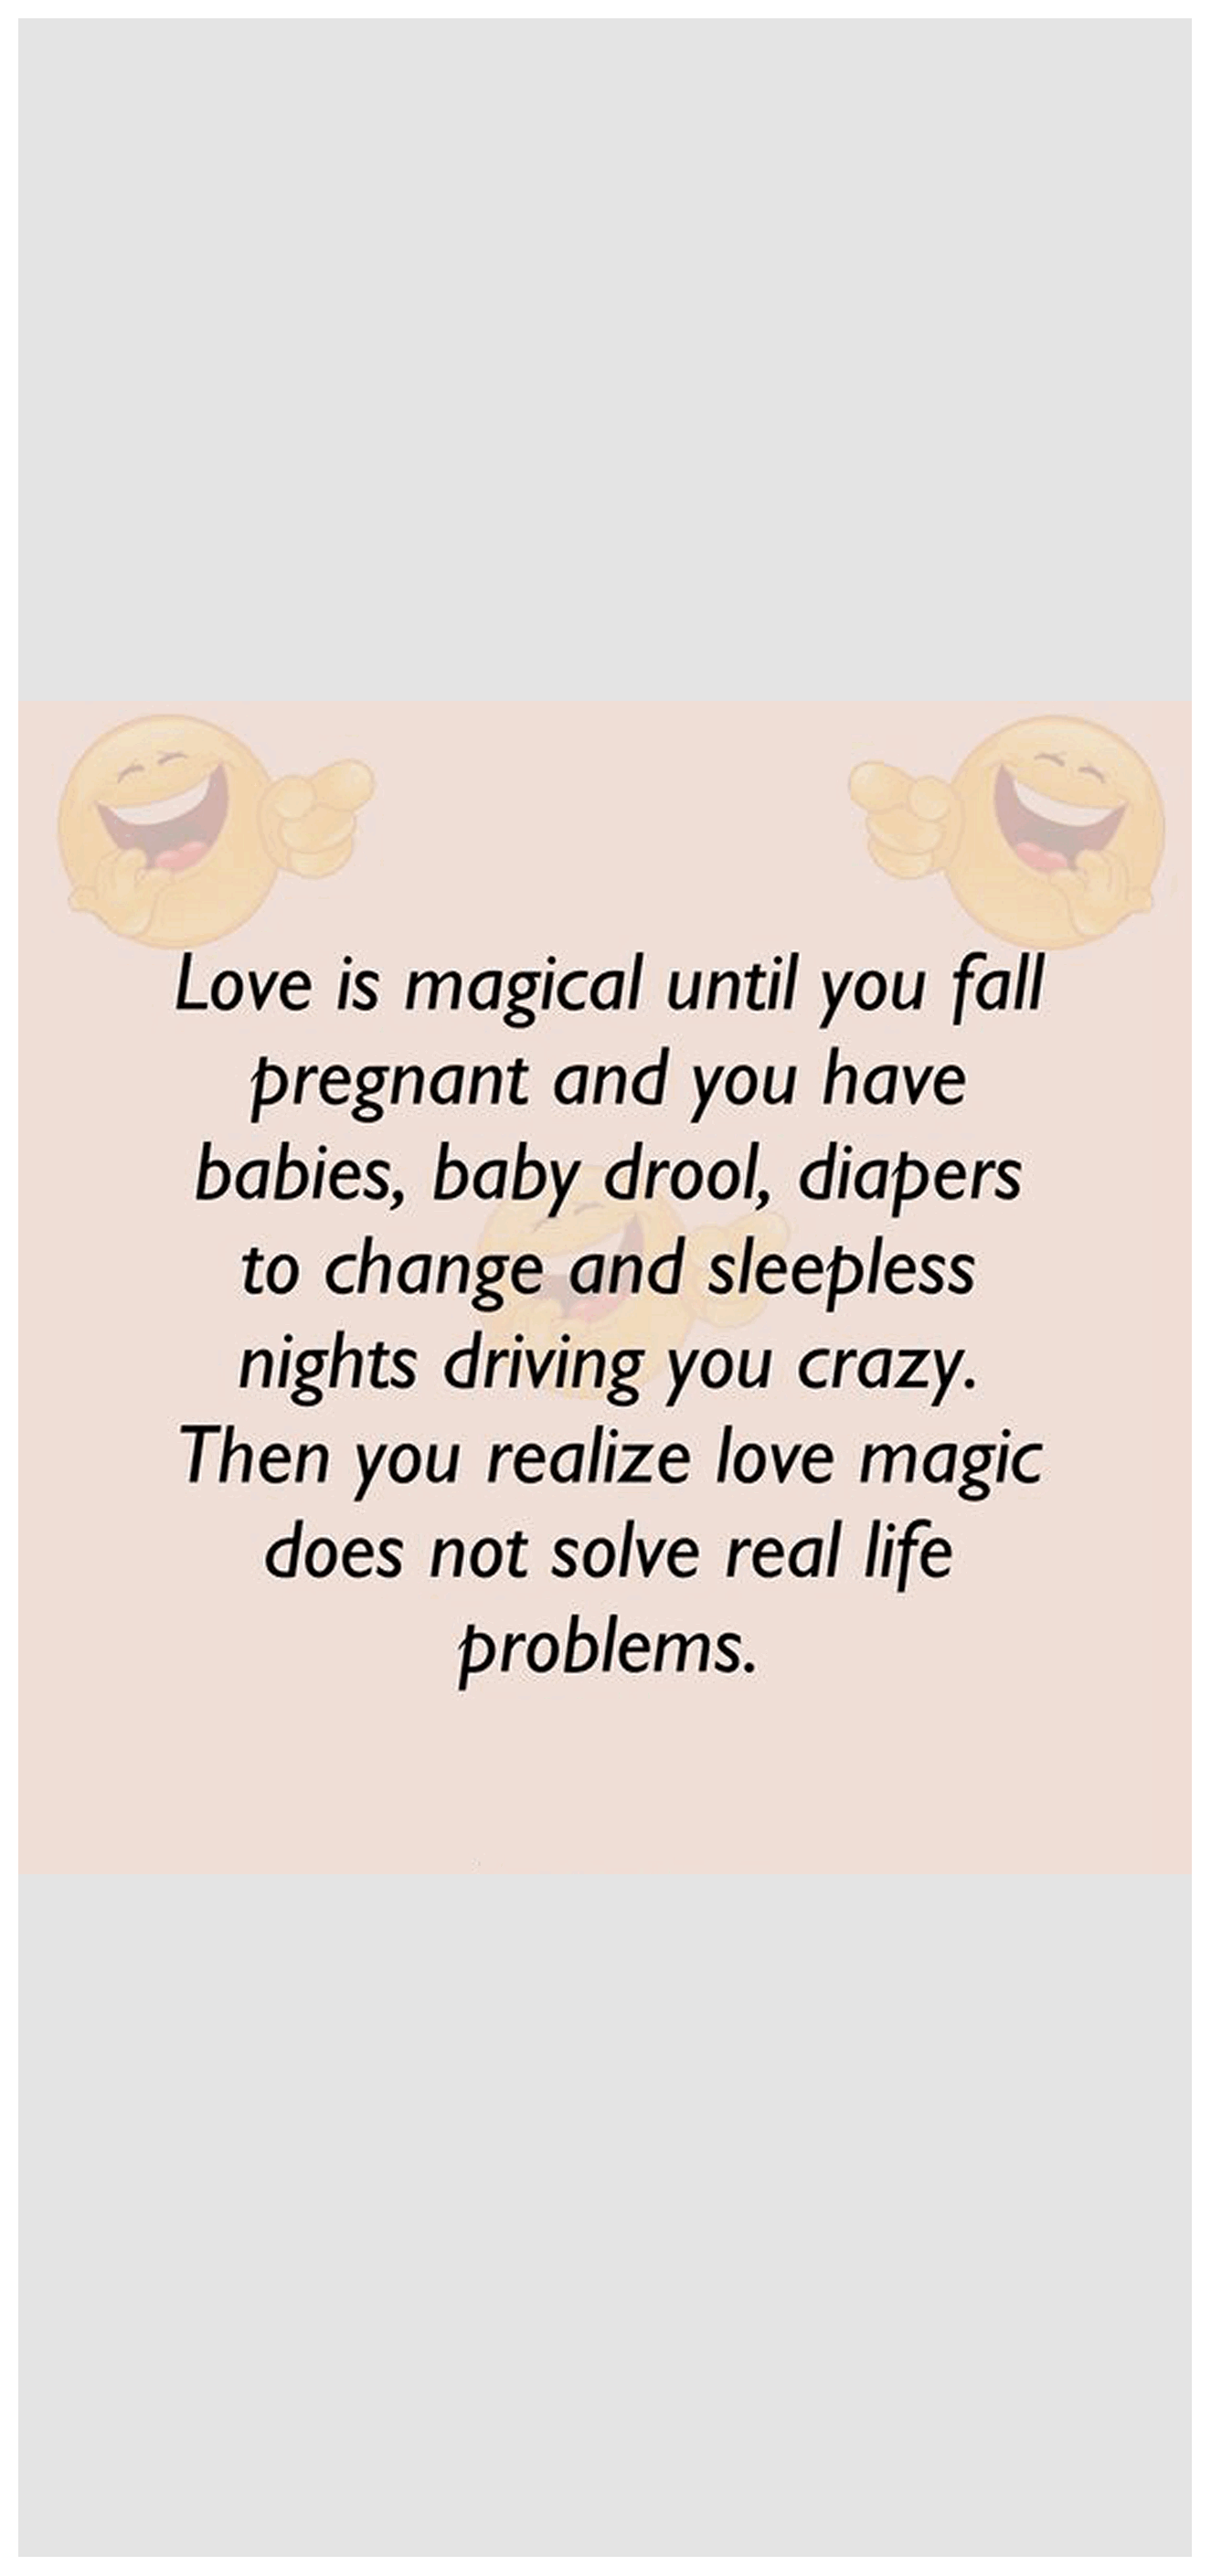 Love is magical until you fall
pregnant and you have
babies, baby drool, diapers
to change and sleepless
nights driving you crazy.
Then you realize love magic
does not solve real life
problems.